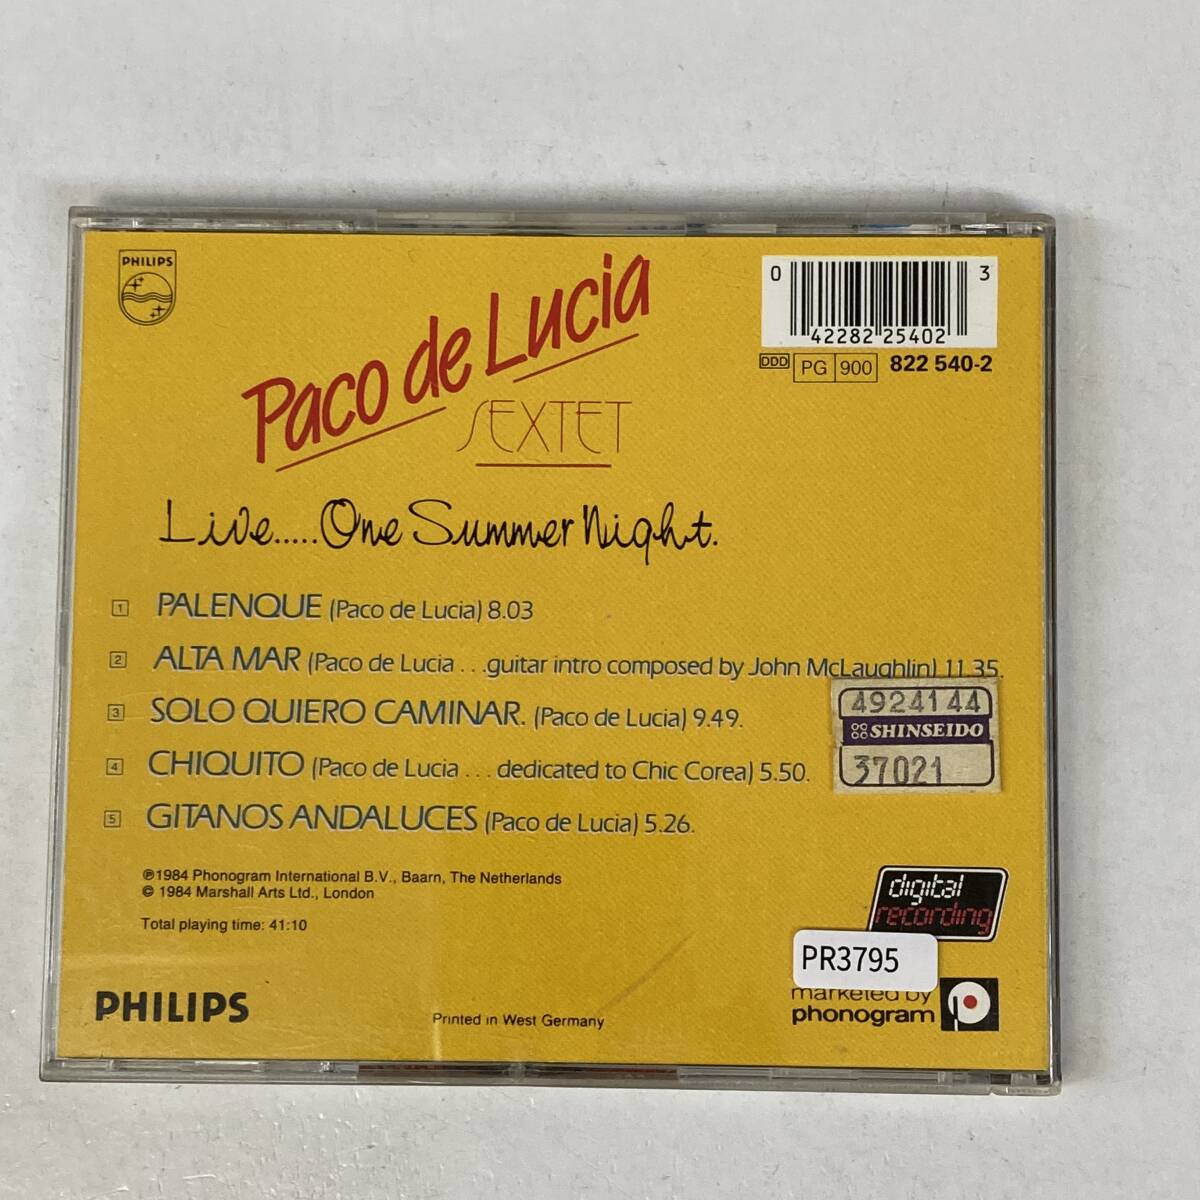 PHILIPS
Paco de Lucia
SEXTET
Live.....One Summer Night.
0 42282 25402 3
DDD PG 900 822 540-2
1 PALENQUE (Paco de Lucia) 8.03
2 ALTA MAR (Paco de Lucia . . .guitar intro composed by John McLaughlin) 11.35.
3 SOLO QUIERO CAMINAR. (Paco de Lucia) 9.49.
4 CHIQUITO (Paco de Lucia . . . dedicated to Chic Corea) 5.50.
5 GITANOS ANDALUCES (Paco de Lucia) 5.26.
4924144
SHINSEIDO
37021
℗1984 Phonogram International B.V., Baarn, The Netherlands
© 1984 Marshall Arts Ltd., London
Total playing time: 41:10
digital
recording
PR3795
marketed by
phonogram
PHILIPS
Printed in West Germany